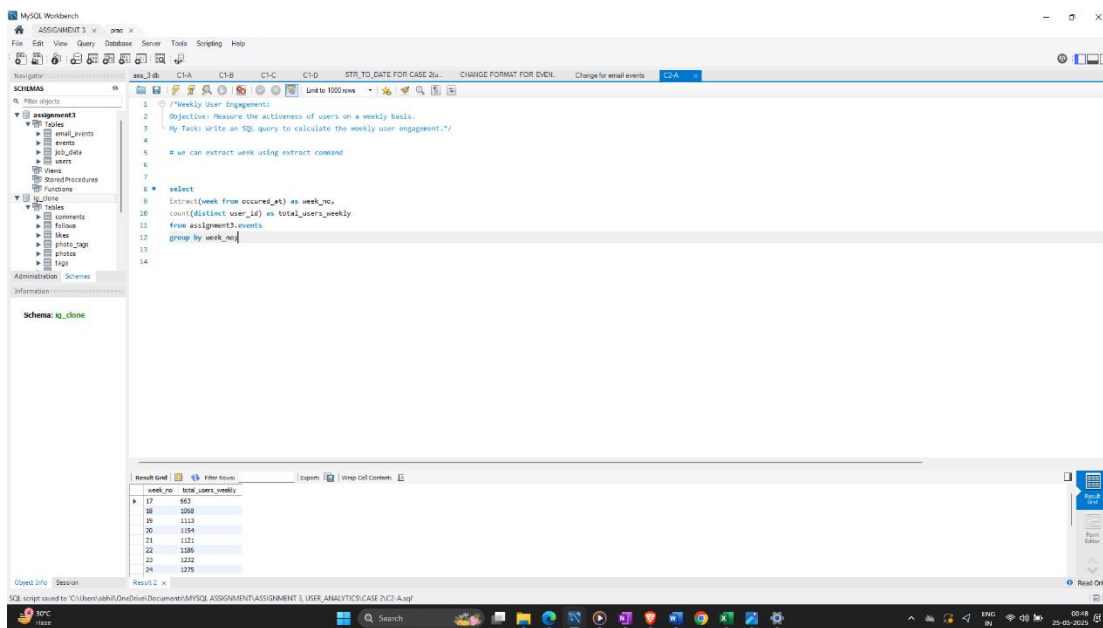 MySQL Workbench
ASSIGNMENT 3 x prac x
File Edit View Query Database Server Tools Scripting Help
Navigator
ass_3 db C1-A C1-B C1-C C1-D STR_TO_DATE FOR CASE 2(u... CHANGE FORMAT FOR EVEN.. Change for email events C2-A x
SCHEMAS
Limit to 1000 rows
Filter objects
assignment3
Tables
email_events
events
job_data
users
Views
Stored Procedures
Functions
ig_clone
Tables
comments
follows
likes
photo_tags
photos
tags
Administration Schemas
Information
Schema: ig_clone
1 /*Weekly User Engagement:
2 Objective: Measure the activeness of users on a weekly basis.
3 My Task: Write an SQL query to calculate the weekly user engagement.*/
4
5 # we can extract week using extract command
6
7
8 select
9 Extract(week from occured_at) as week_no,
10 count(distinct user_id) as total_users_weekly
11 from assignment3.events
12 group by week_no;
13
14
Result Grid Filter Rows: Export: Wrap Cell Content:
week_no total_users_weekly
17 663
18 1068
19 1113
20 1154
21 1121
22 1186
23 1232
24 1275
Result Grid
Form Editor
Object Info Session
Result 2 x
Read Onl
SQL script saved to 'C:\Users\abhil\OneDrive\Documents\MYSQL ASSIGNMENT\ASSIGNMENT 3, USER_ANALYTICS\CASE 2\C2-A.sql'
30°C
Haze
Search
ENG
IN
00:48
25-05-2025